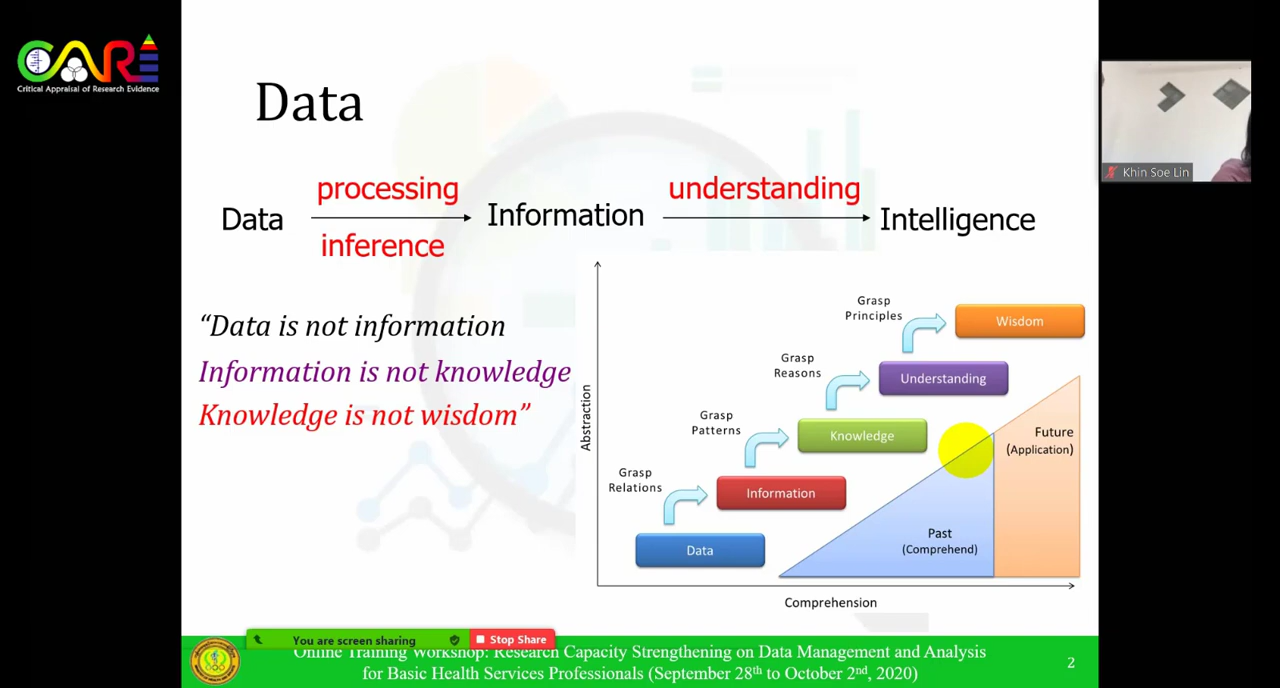 CARE
Critical Appraisal of Research Evidence
Data
processing
understanding
Data
Information
Intelligence
inference
“Data is not information
Information is not knowledge
Knowledge is not wisdom”
Abstraction
Grasp
Principles
Wisdom
Grasp
Reasons
Understanding
Grasp
Patterns
Knowledge
Grasp
Relations
Information
Data
Future
(Application)
Past
(Comprehend)
Comprehension
Khin Soe Lin
You are screen sharing
Stop Share
Online Training Workshop: Research Capacity Strengthening on Data Management and Analysis
for Basic Health Services Professionals (September 28th to October 2nd, 2020)
2